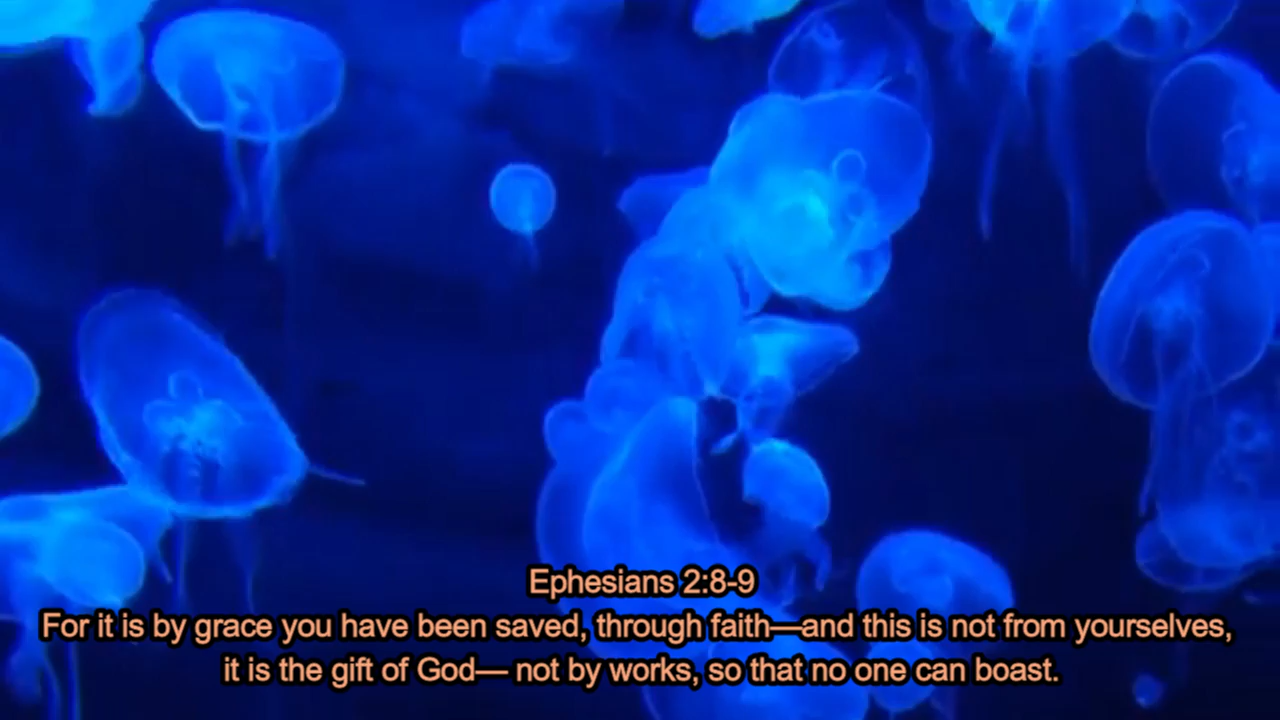 Ephesians 2:8-9
For it is by grace you have been saved, through faith—and this is not from yourselves,
it is the gift of God— not by works, so that no one can boast.